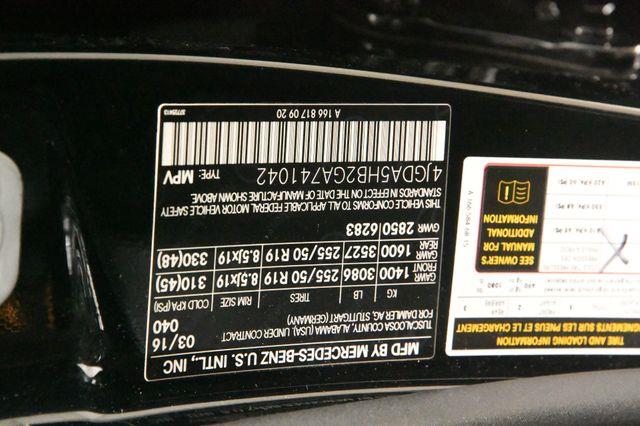 MFD BY MERCEDES-BENZ U.S. INTL., INC
TUSCALOOSA COUNTY, ALABAMA (USA) UNDER CONTRACT
FOR DAIMLER AG, STUTTGART (GERMANY)
03/16
040
KG LB TIRES RIM SIZE COLD KPA(PSI)
GAWR FRONT 1400 3086 255/50 R19 8.5jx19 310(45)
GAWR REAR 1600 3527 255/50 R19 8.5jx19 330(48)
GVWR 2850 6283
THIS VEHICLE CONFORMS TO ALL APPLICABLE FEDERAL MOTOR VEHICLE SAFETY
STANDARDS IN EFFECT ON THE DATE OF MANUFACTURE SHOWN ABOVE.
4JGDA5HB2GA741042 TYPE: MPV
A 166 817 09 20
TIRE AND LOADING INFORMATION
RENSEIGNEMENTS SUR LES PNEUS ET LE CHARGEMENT
SEE OWNER'S
MANUAL FOR
ADDITIONAL
INFORMATION